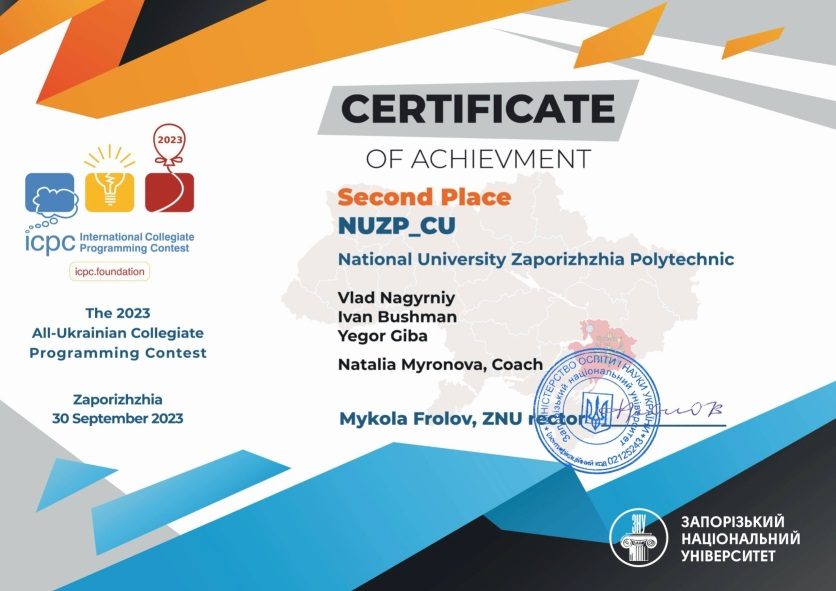 CERTIFICATE
OF ACHIEVMENT
Second Place
NUZP_CU
National University Zaporizhzhia Polytechnic
Vlad Nagyrniy
Ivan Bushman
Yegor Giba
Natalia Myronova, Coach
Mykola Frolov, ZNU rector
2023
icpc International Collegiate
Programming Contest
icpc.foundation
The 2023
All-Ukrainian Collegiate
Programming Contest
Zaporizhzhia
30 September 2023
МІНІСТЕРСТВО ОСВІТИ І НАУКИ УКРАЇНИ
Запорізький національний університет
Ідентифікаційний код 02125243
ЗНУ
ЗАПОРІЗЬКИЙ
НАЦІОНАЛЬНИЙ
УНІВЕРСИТЕТ